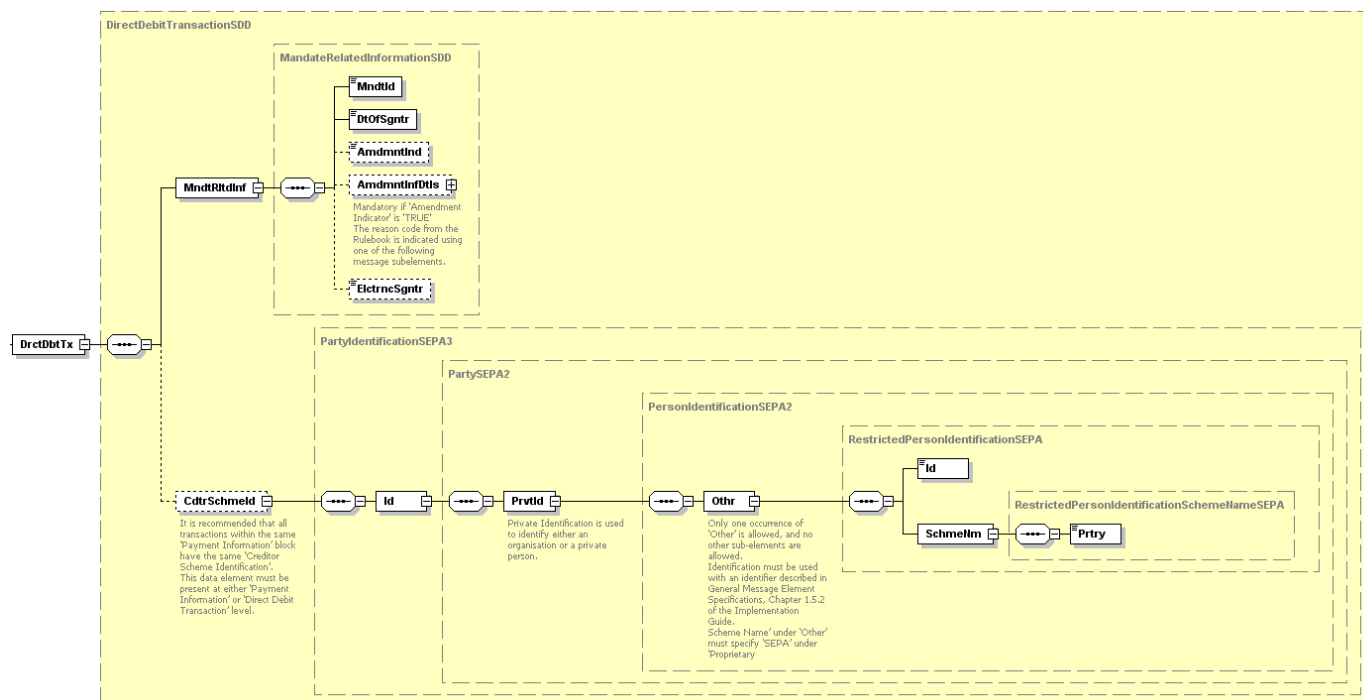 DirectDebitTransactionSDD
MandateRelatedInformationSDD
MndtId
DtOfSgntr
AmdmntInd
MndtRltdInf
AmdmntInfDtls
Mandatory if 'Amendment
Indicator' is 'TRUE'
The reason code from the
Rulebook is indicated using
one of the following
message subelements.
ElctrncSgntr
DrctDbtTx
PartyIdentificationSEPA3
PartySEPA2
PersonIdentificationSEPA2
RestrictedPersonIdentificationSEPA
Id
RestrictedPersonIdentificationSchemeNameSEPA
CdtrSchmeId
Id
PrvtId
Othr
SchmeNm
Prtry
It is recommended that all
transactions within the same
'Payment Information' block
have the same 'Creditor
Scheme Identification'.
This data element must be
present at either 'Payment
Information' or 'Direct Debit
Transaction' level.
Private Identification is used
to identify either an
organisation or a private
person.
Only one occurrence of
'Other' is allowed, and no
other sub-elements are
allowed.
Identification must be used
with an identifier described in
General Message Element
Specifications, Chapter 1.5.2
of the Implementation
Guide.
Scheme Name' under 'Other'
must specify 'SEPA' under
'Proprietary